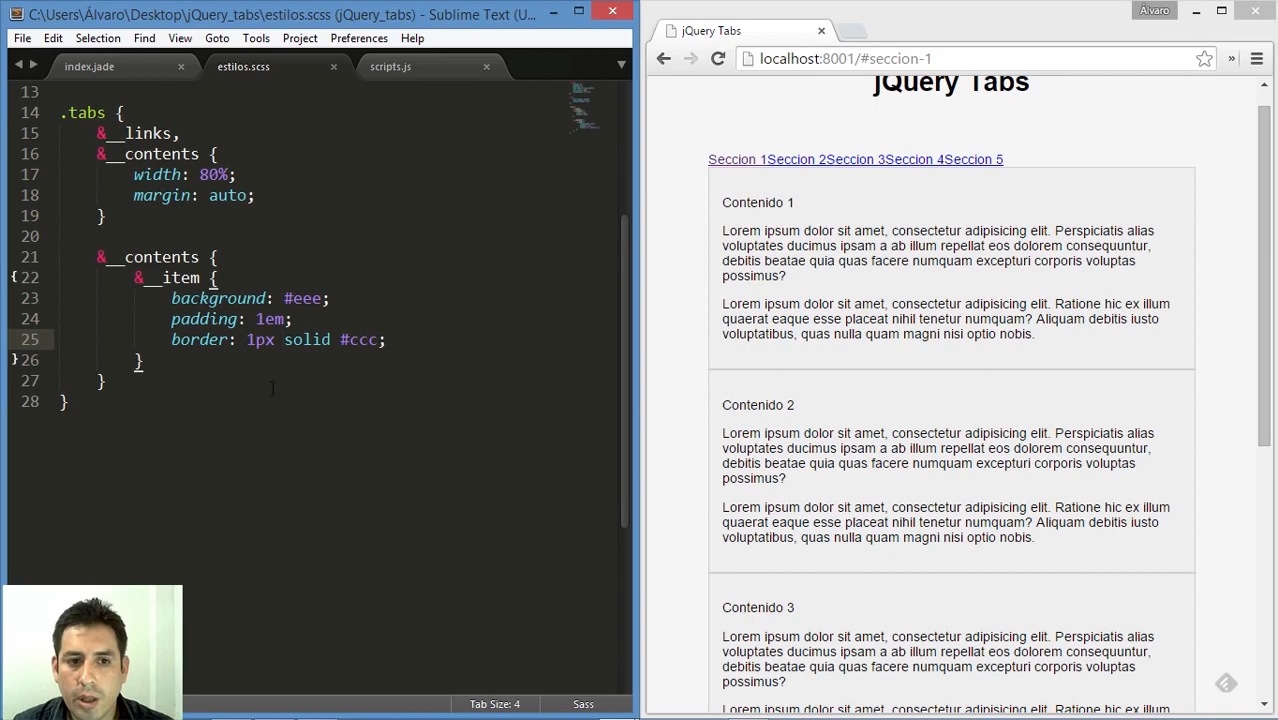 C:\Users\Álvaro\Desktop\jQuery_tabs\estilos.scss (jQuery_tabs) - Sublime Text (U...
File Edit Selection Find View Goto Tools Project Preferences Help
index.jade × estilos.scss × scripts.js ×
13
14 .tabs {
15 &__links,
16 &__contents {
17 width: 80%;
18 margin: auto;
19 }
20
21 &__contents {
22 &__item {
23 background: #eee;
24 padding: 1em;
25 border: 1px solid #ccc;
26 }
27 }
28 }
Tab Size: 4 Sass
Álvaro
jQuery Tabs ×
localhost:8001/#seccion-1
jQuery Tabs
Seccion 1Seccion 2Seccion 3Seccion 4Seccion 5
Contenido 1
Lorem ipsum dolor sit amet, consectetur adipisicing elit. Perspiciatis alias
voluptates ducimus ipsam a ab illum repellat eos dolorem consequuntur,
debitis beatae quia quas facere numquam excepturi corporis voluptas
possimus?
Lorem ipsum dolor sit amet, consectetur adipisicing elit. Ratione hic ex illum
quaerat eaque esse placeat nihil tenetur numquam? Aliquam debitis iusto
voluptatibus, quas nulla quam magni nisi optio nobis.
Contenido 2
Lorem ipsum dolor sit amet, consectetur adipisicing elit. Perspiciatis alias
voluptates ducimus ipsam a ab illum repellat eos dolorem consequuntur,
debitis beatae quia quas facere numquam excepturi corporis voluptas
possimus?
Lorem ipsum dolor sit amet, consectetur adipisicing elit. Ratione hic ex illum
quaerat eaque esse placeat nihil tenetur numquam? Aliquam debitis iusto
voluptatibus, quas nulla quam magni nisi optio nobis.
Contenido 3
Lorem ipsum dolor sit amet, consectetur adipisicing elit. Perspiciatis alias
voluptates ducimus ipsam a ab illum repellat eos dolorem consequuntur,
debitis beatae quia quas facere numquam excepturi corporis voluptas
possimus?